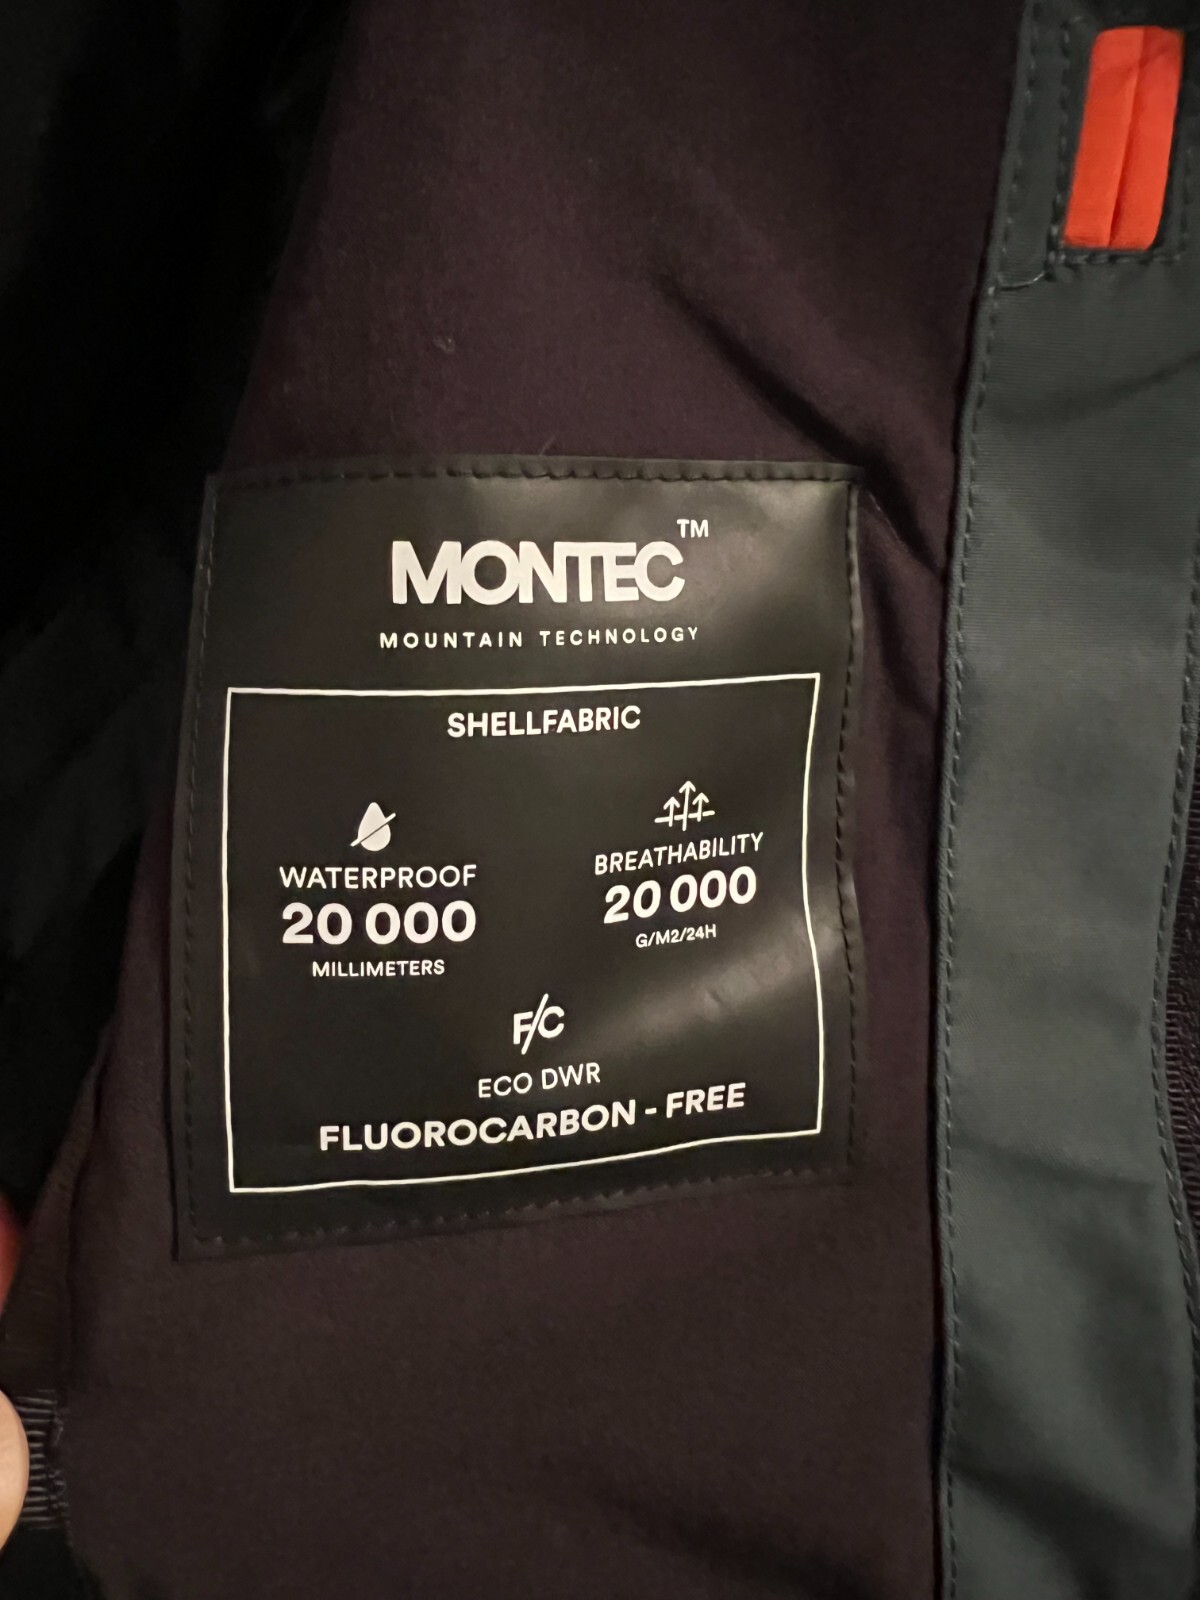 MONTEC™
MOUNTAIN TECHNOLOGY
SHELLFABRIC
WATERPROOF
20 000
MILLIMETERS
BREATHABILITY
20 000
G/M2/24H
F/C
ECO DWR
FLUOROCARBON - FREE